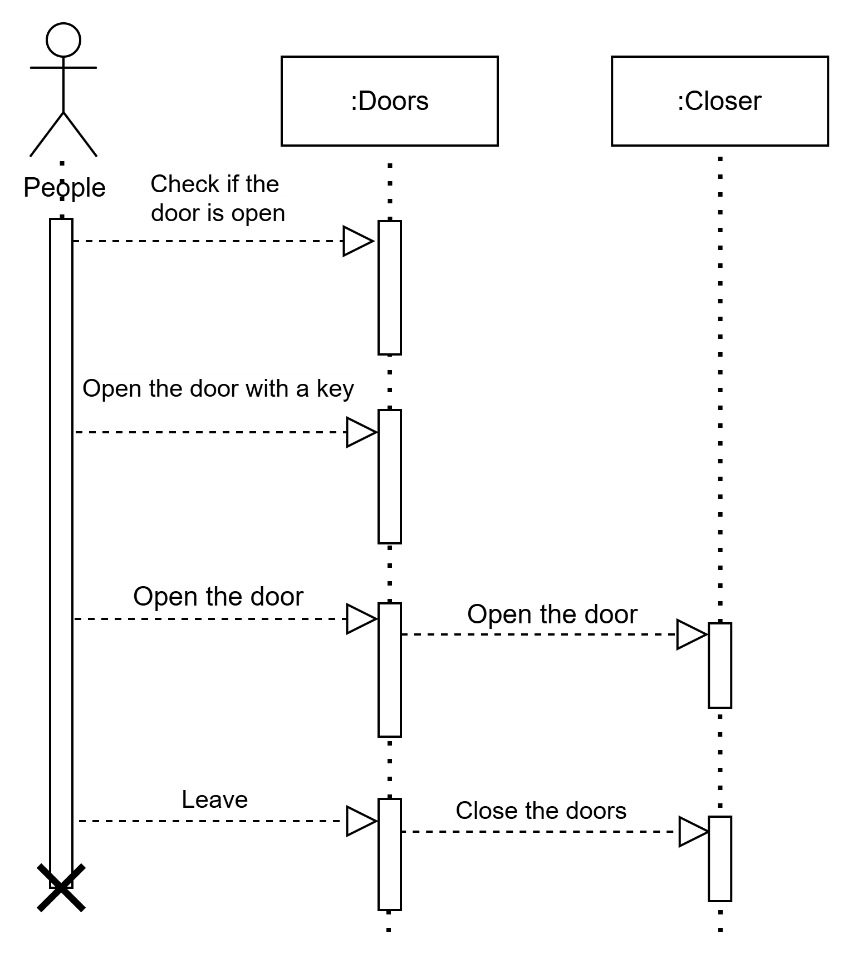 :Doors
:Closer
People
Check if the
door is open
Open the door with a key
Open the door
Open the door
Leave
Close the doors